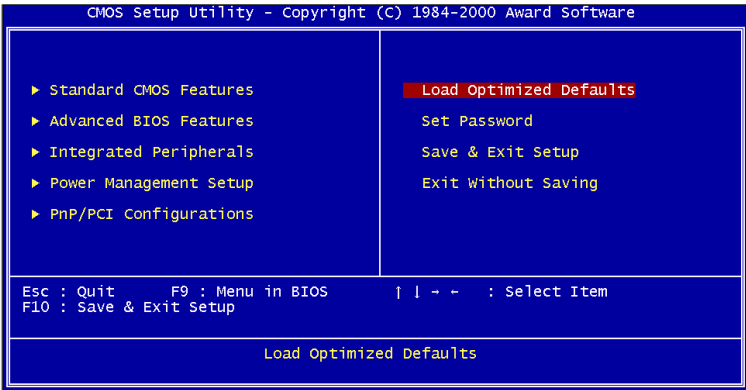 CMOS Setup Utility – Copyright (C) 1984–2000 Award Software
▶ Standard CMOS Features
▶ Advanced BIOS Features
▶ Integrated Peripherals
▶ Power Management Setup
▶ PnP/PCI Configurations
Load Optimized Defaults
Set Password
Save & Exit Setup
Exit Without Saving
Esc : Quit F9 : Menu in BIOS ↑ ↓ → ← : Select Item
F10 : Save & Exit Setup
Load Optimized Defaults